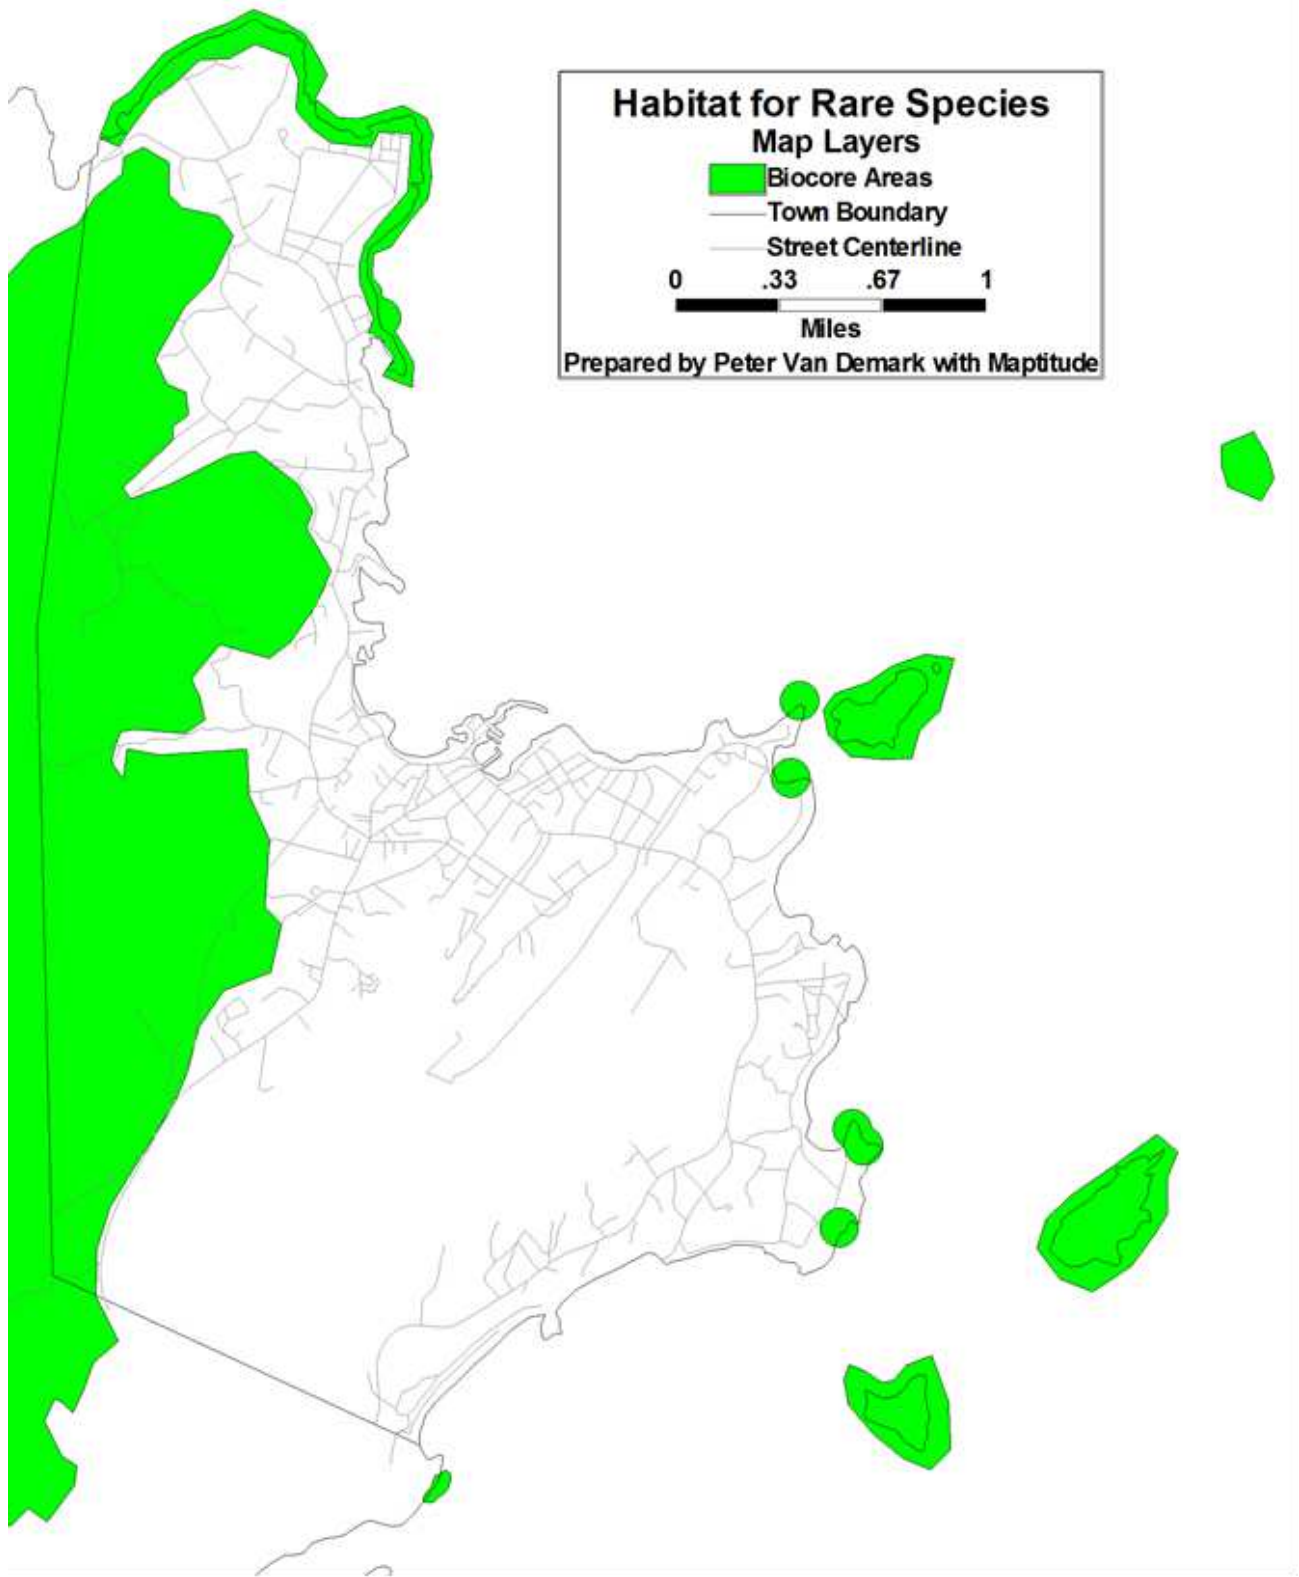 Habitat for Rare Species
Map Layers
Biocore Areas
Town Boundary
Street Centerline
0 .33 .67 1
Miles
Prepared by Peter Van Demark with Maptitude